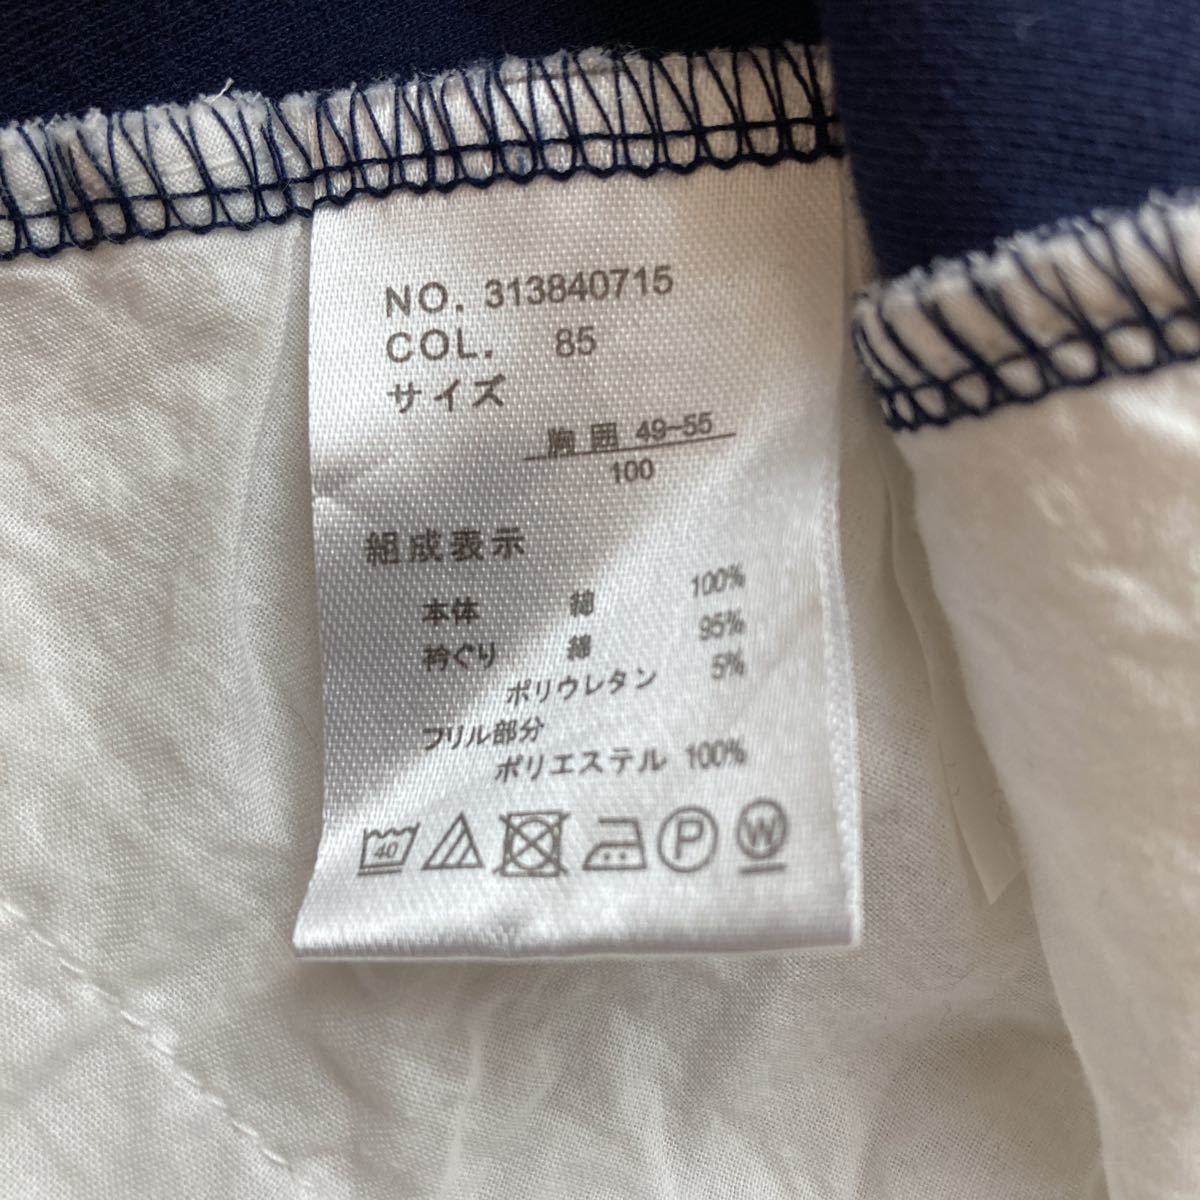 NO. 313840715
COL. 85
サイズ
胸囲 49~55
100
組成表示
本体 綿 100%
衿ぐり 綿 95%
ポリウレタン 5%
フリル部分
ポリエステル 100%
40 P W